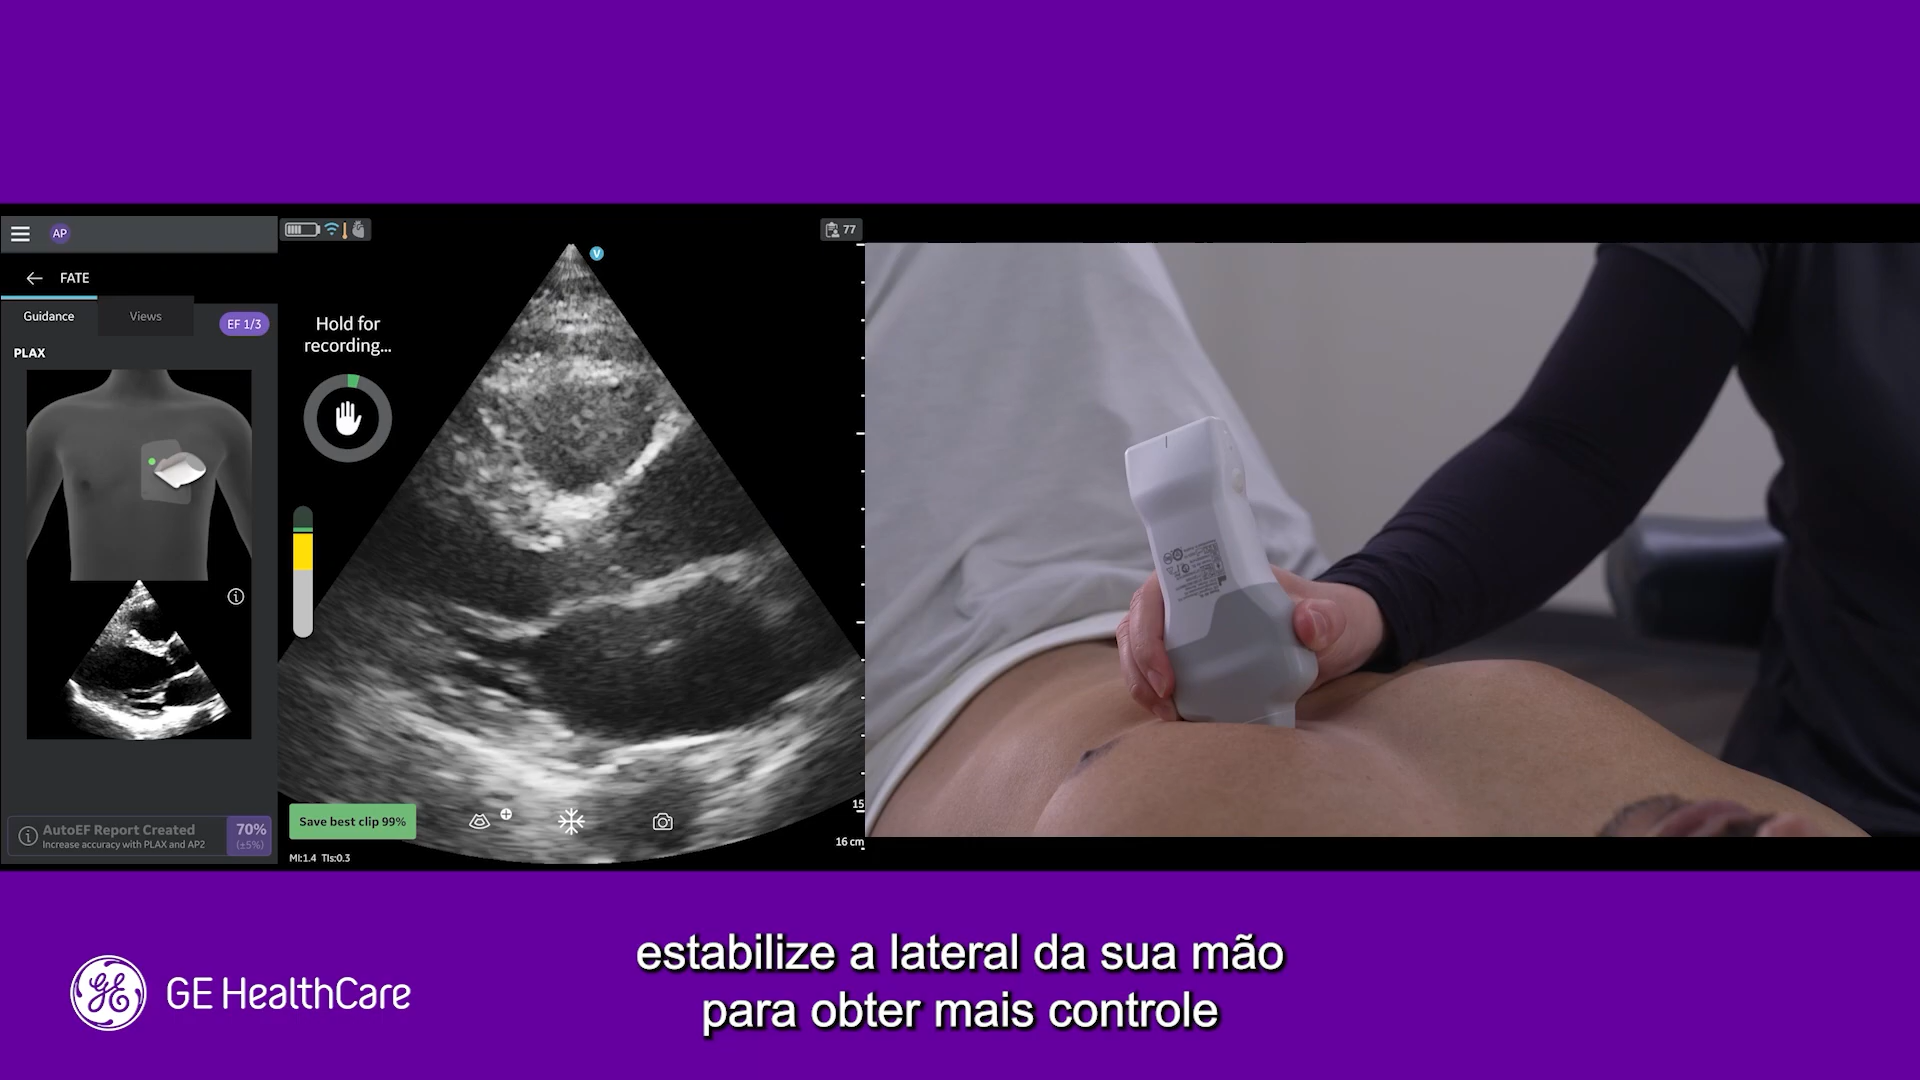 AP
77
V
FATE
Guidance
Views
EF 1/3
PLAX
Hold for
recording...
AutoEF Report Created
70%
Increase accuracy with PLAX and AP2
(±5%)
Save best clip 99%
15
16 cm
MI:1.4 TIs:0.3
estabilize a lateral da sua mão
para obter mais controle
GE HealthCare